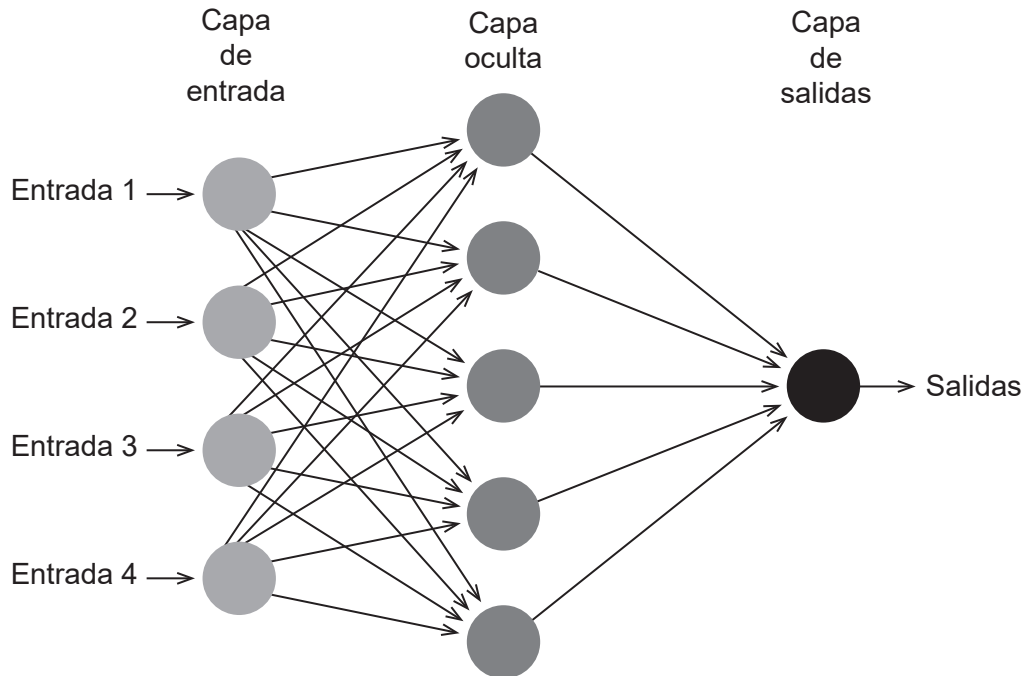 Capa
de
entrada
Capa
oculta
Capa
de
salidas
Entrada 1
Entrada 2
Entrada 3
Entrada 4
Salidas